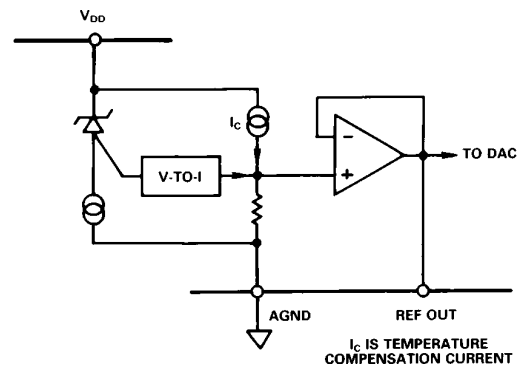 VDD
IC
V-TO-I
−
+
TO DAC
AGND
REF OUT
IC IS TEMPERATURE
COMPENSATION CURRENT